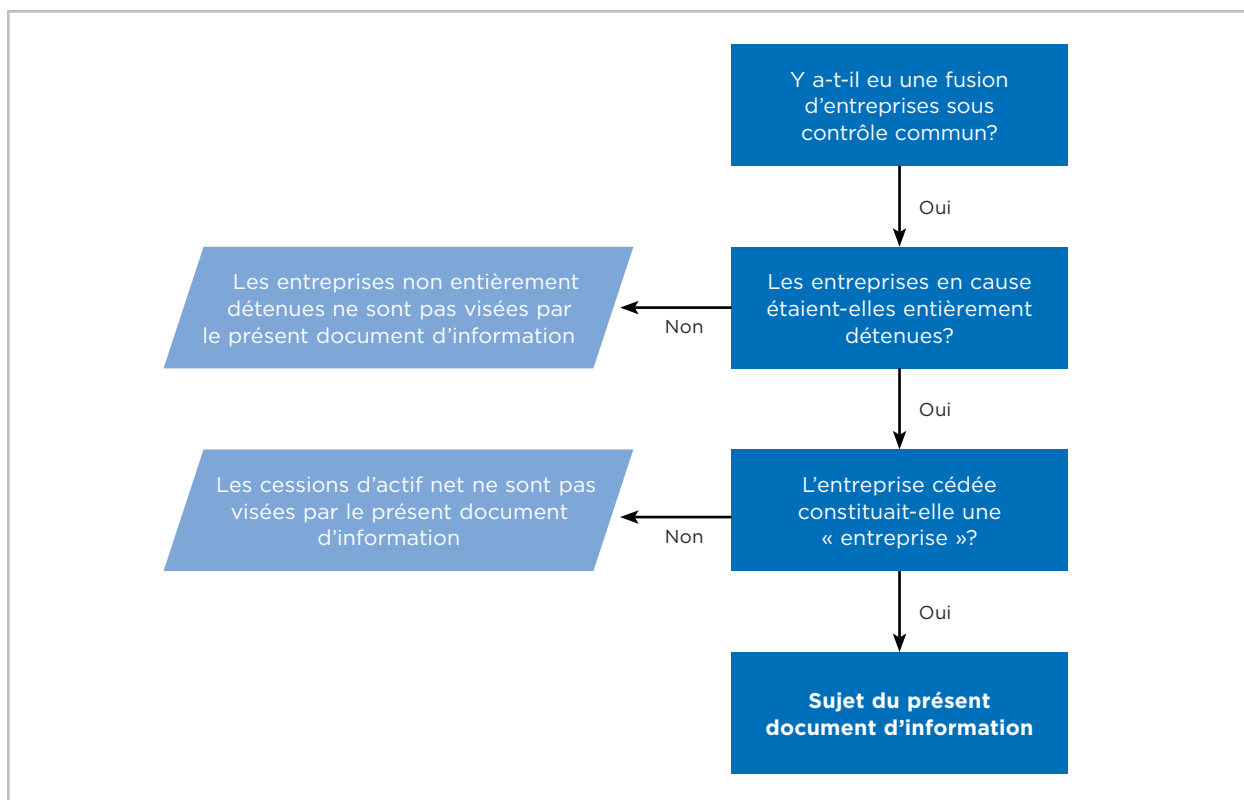 Y a-t-il eu une fusion
d'entreprises sous
contrôle commun?
Oui
Les entreprises non entièrement
détenues ne sont pas visées par
le présent document d'information
Non
Les entreprises en cause
étaient-elles entièrement
détenues?
Oui
Les cessions d'actif net ne sont pas
visées par le présent document
d'information
Non
L'entreprise cédée
constituait-elle une
« entreprise »?
Oui
Sujet du présent
document d'information